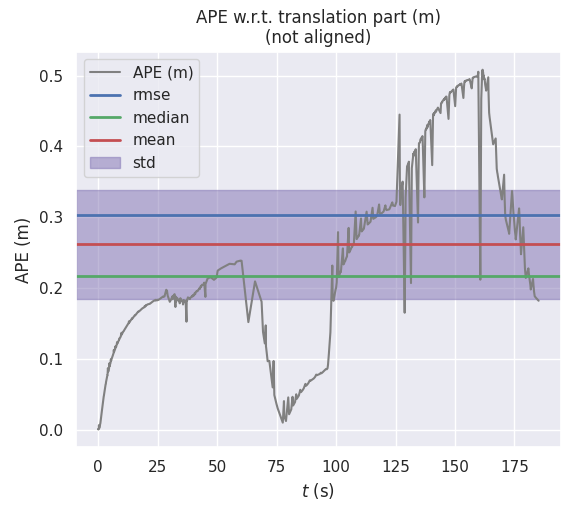 APE w.r.t. translation part (m)
(not aligned)
APE (m)
rmse
median
mean
std
APE (m)
0.5
0.4
0.3
0.2
0.1
0.0
0 25 50 75 100 125 150 175
t (s)